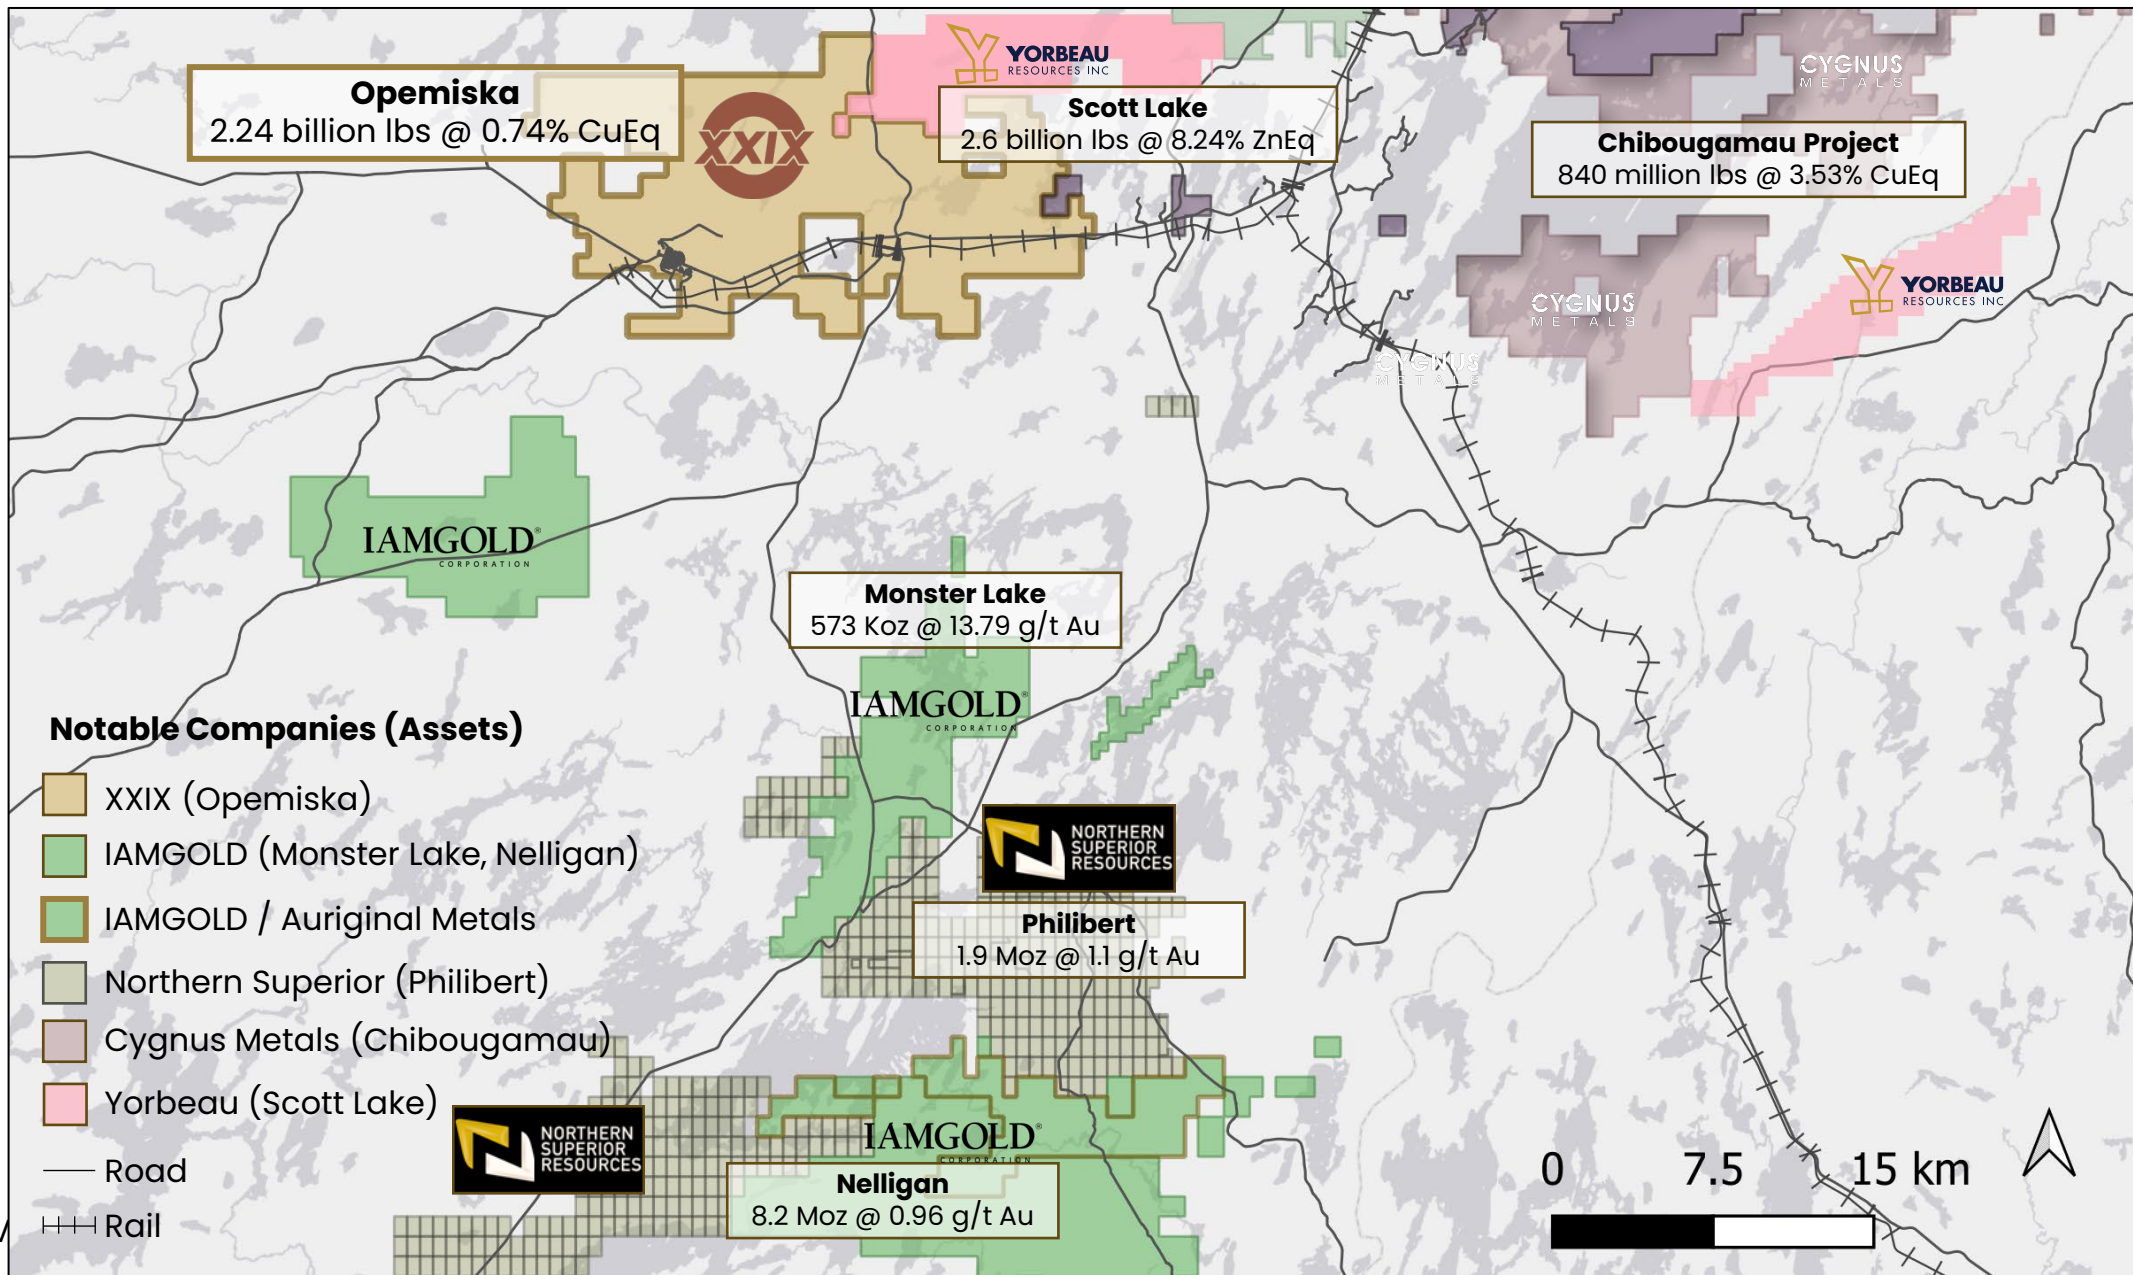 YORBEAU
RESOURCES INC
CYGNUS
METALS
Opemiska
2.24 billion lbs @ 0.74% CuEq
XXIX
Scott Lake
2.6 billion lbs @ 8.24% ZnEq
Chibougamau Project
840 million lbs @ 3.53% CuEq
YORBEAU
RESOURCES INC
CYGNUS
METALS
CYGNUS
METALS
IAMGOLD®
CORPORATION
Monster Lake
573 Koz @ 13.79 g/t Au
IAMGOLD®
CORPORATION
Notable Companies (Assets)
XXIX (Opemiska)
IAMGOLD (Monster Lake, Nelligan)
IAMGOLD / Auriginal Metals
Northern Superior (Philibert)
Cygnus Metals (Chibougamau)
Yorbeau (Scott Lake)
Road
Rail
NORTHERN
SUPERIOR
RESOURCES
Philibert
1.9 Moz @ 1.1 g/t Au
NORTHERN
SUPERIOR
RESOURCES
IAMGOLD®
CORPORATION
Nelligan
8.2 Moz @ 0.96 g/t Au
0 7.5 15 km